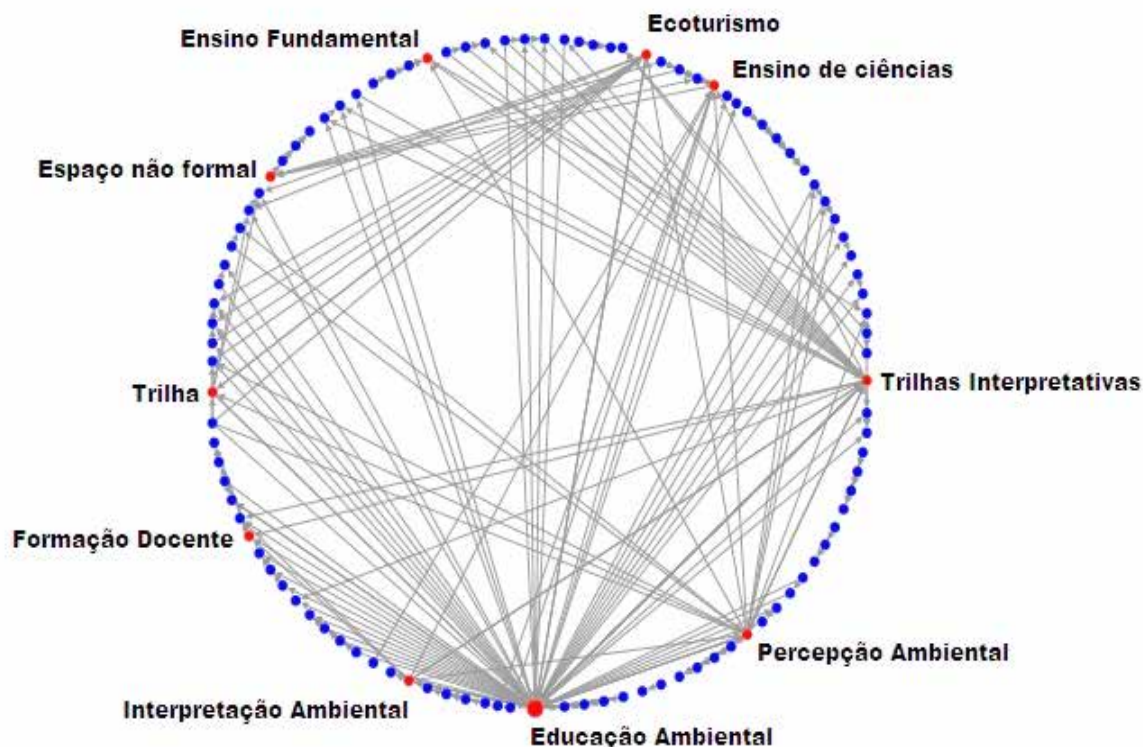 Ecoturismo
Ensino Fundamental
Ensino de ciências
Espaço não formal
Trilhas Interpretativas
Trilha
Formação Docente
Percepção Ambiental
Interpretação Ambiental
Educação Ambiental